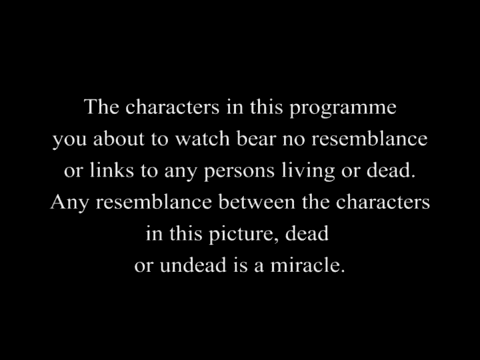 The characters in this programme
you about to watch bear no resemblance
or links to any persons living or dead.
Any resemblance between the characters
in this picture, dead
or undead is a miracle.